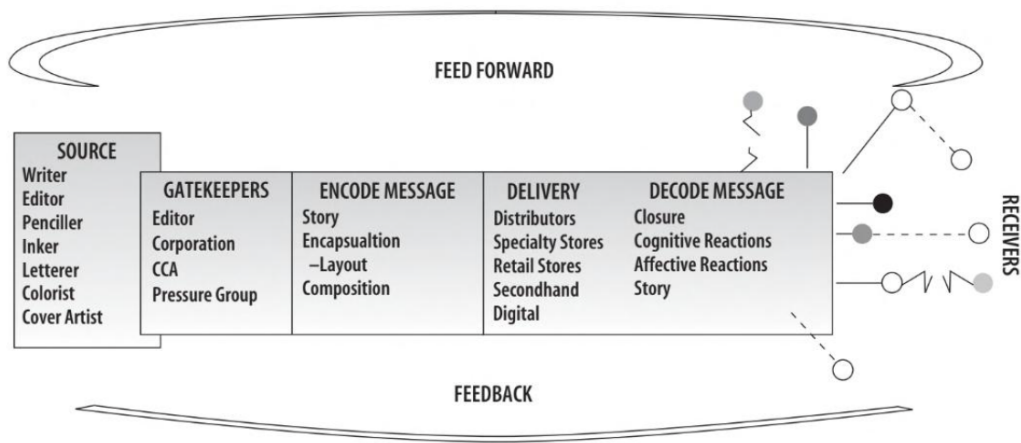 FEED FORWARD
SOURCE
Writer
Editor
Penciller
Inker
Letterer
Colorist
Cover Artist
GATEKEEPERS
Editor
Corporation
CCA
Pressure Group
ENCODE MESSAGE
Story
Encapsualtion
–Layout
Composition
DELIVERY
Distributors
Specialty Stores
Retail Stores
Secondhand
Digital
DECODE MESSAGE
Closure
Cognitive Reactions
Affective Reactions
Story
RECEIVERS
FEEDBACK